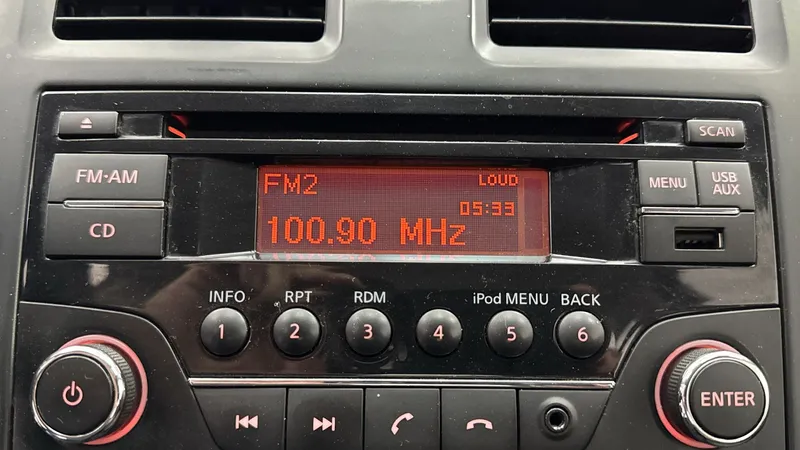 SCAN
FM·AM
CD
FM2
LOUD
05:33
100.90 MHz
MENU
USB
AUX
INFO
RPT
RDM
iPod MENU
BACK
1
2
3
4
5
6
ENTER